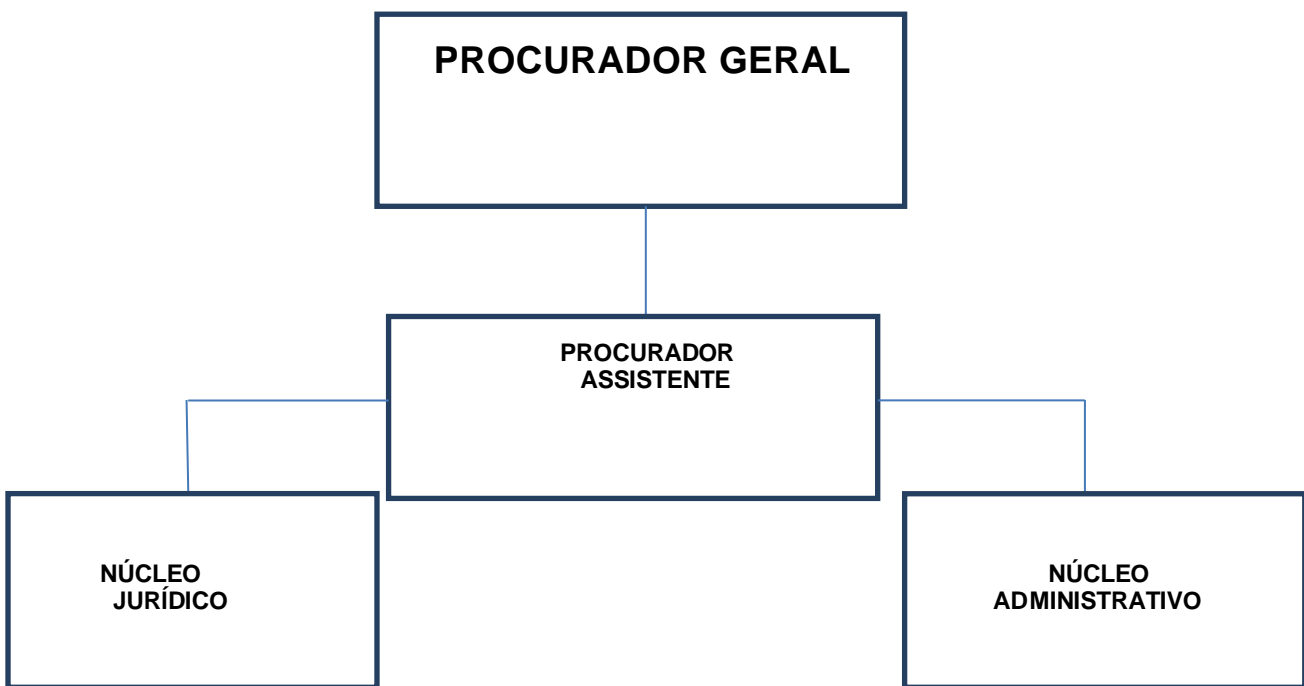 PROCURADOR GERAL
PROCURADOR
ASSISTENTE
NÚCLEO
JURÍDICO
NÚCLEO
ADMINISTRATIVO